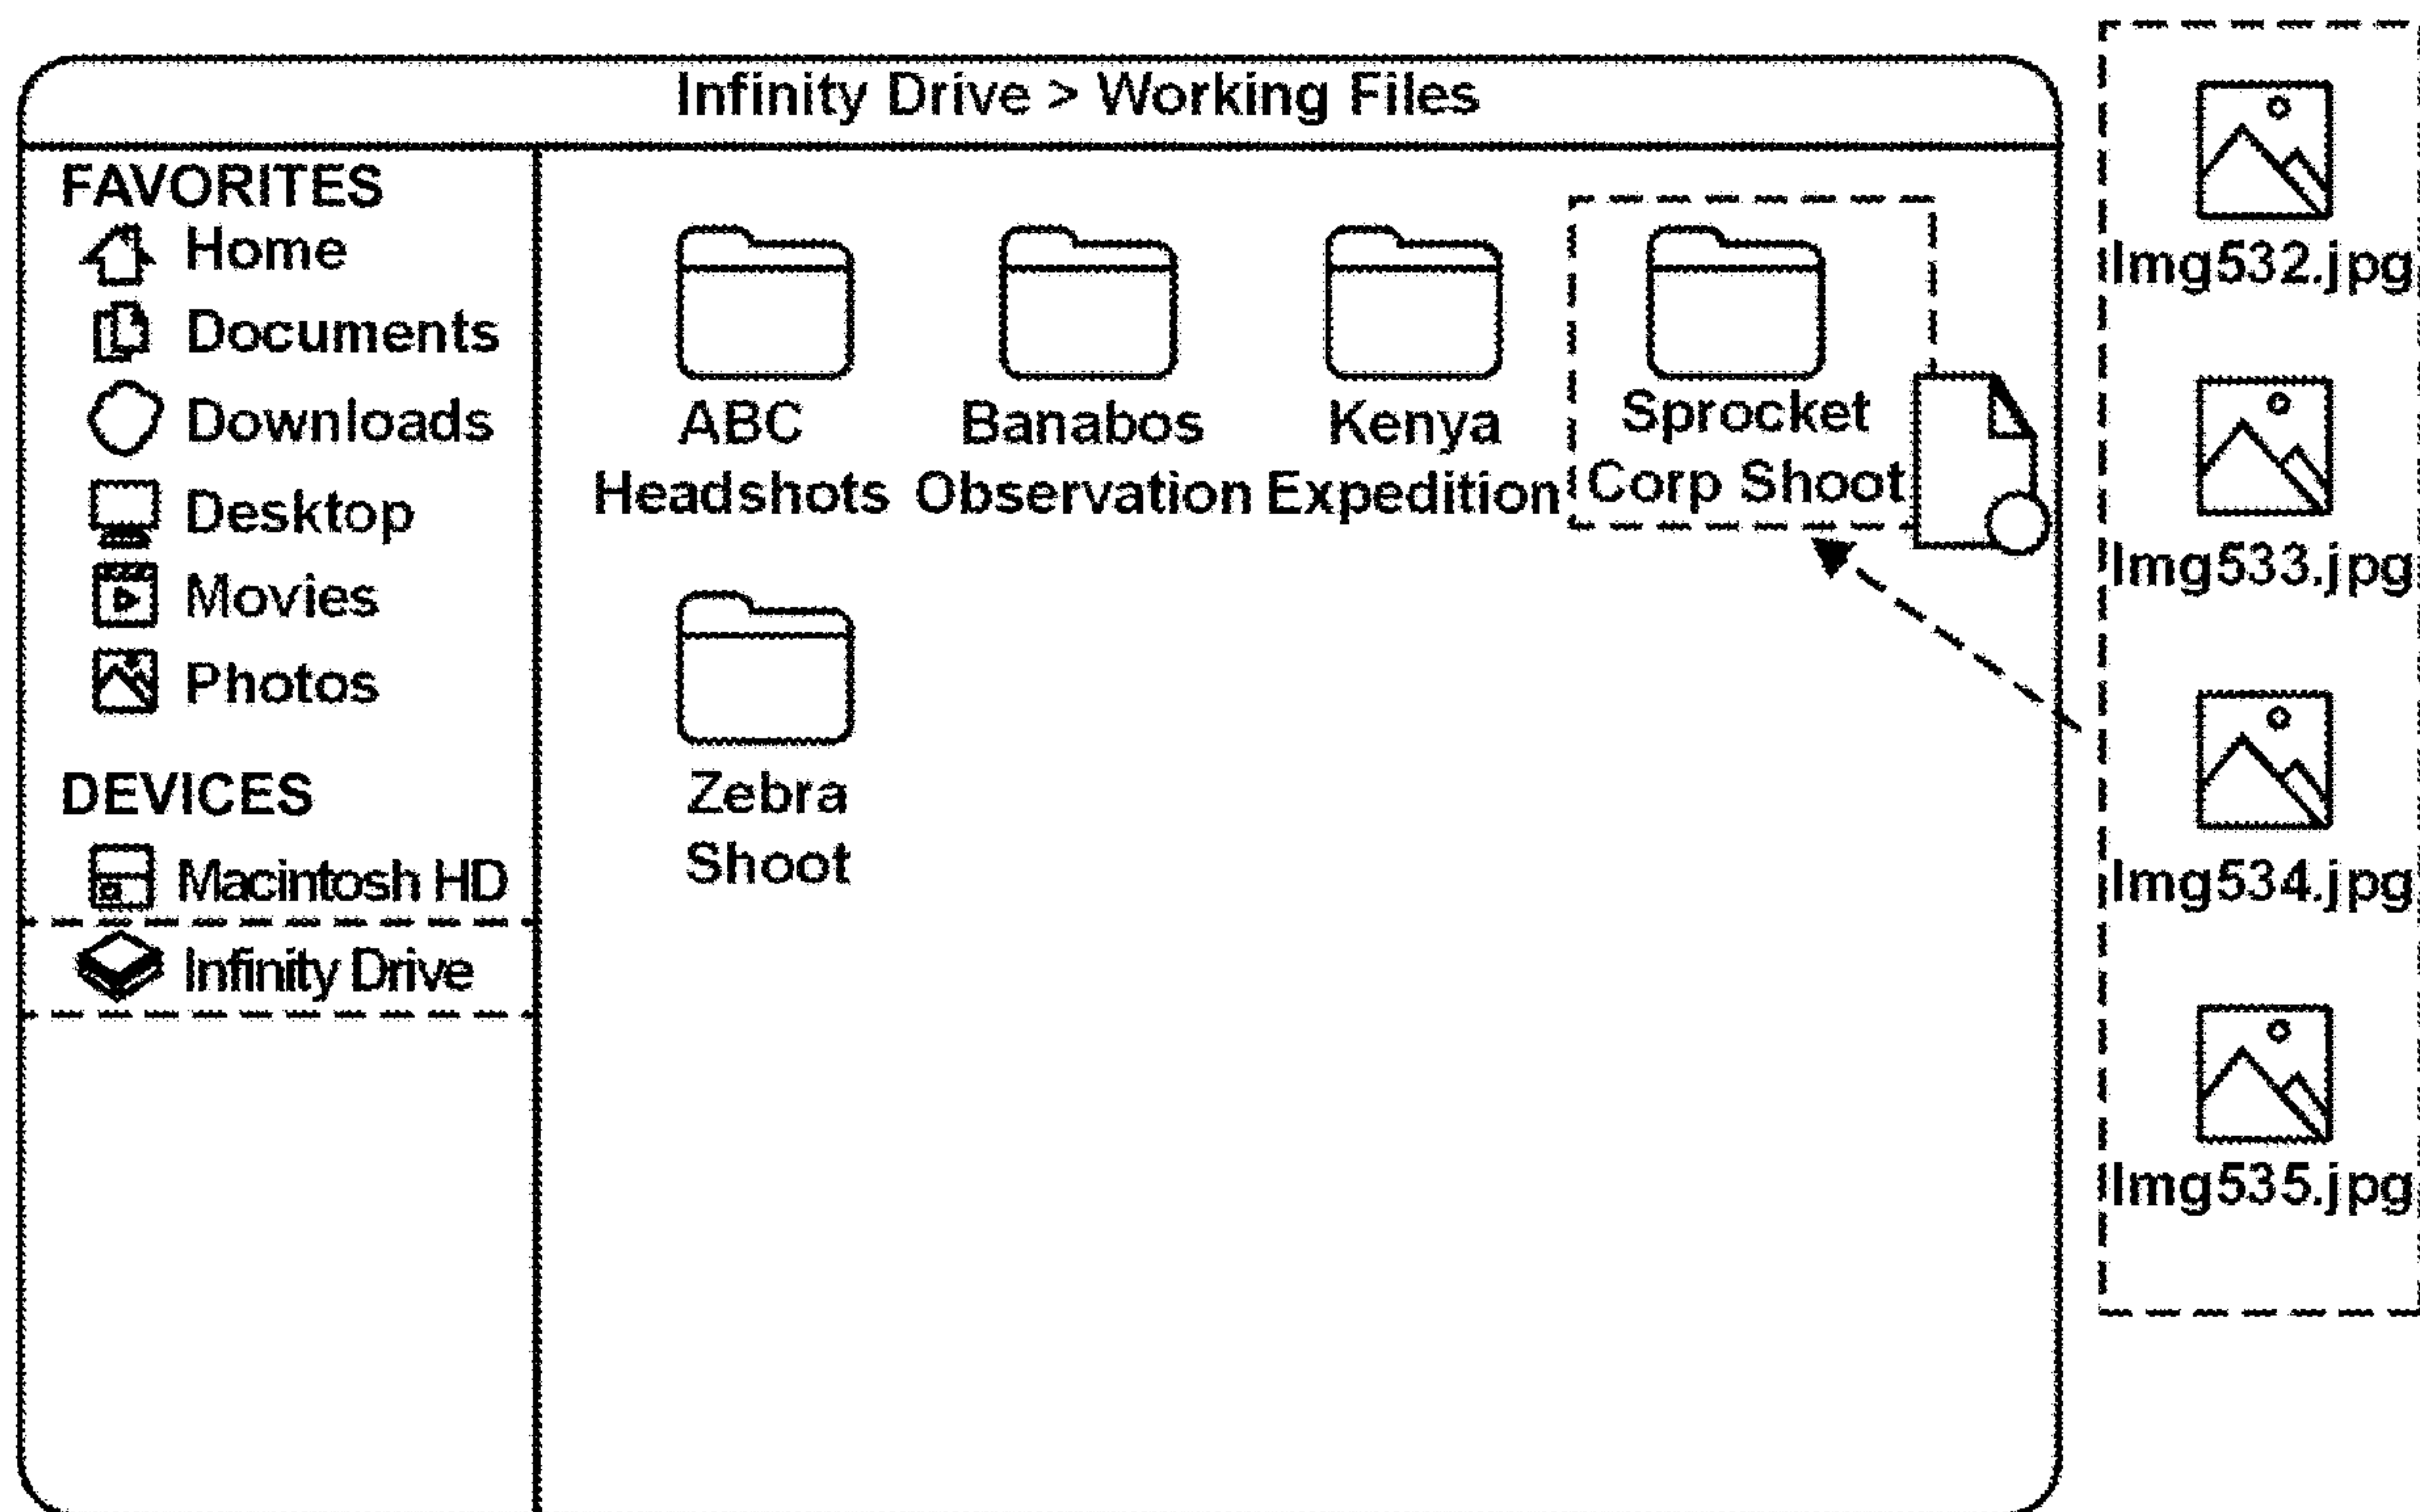 Infinity Drive > Working Files
FAVORITES
Home
Documents
Downloads
Desktop
Movies
Photos
DEVICES
Macintosh HD
Infinity Drive
ABC
Headshots
Banabos
Observation
Kenya
Expedition
Sprocket
Corp Shoot
Zebra
Shoot
Img532.jpg
Img533.jpg
Img534.jpg
Img535.jpg